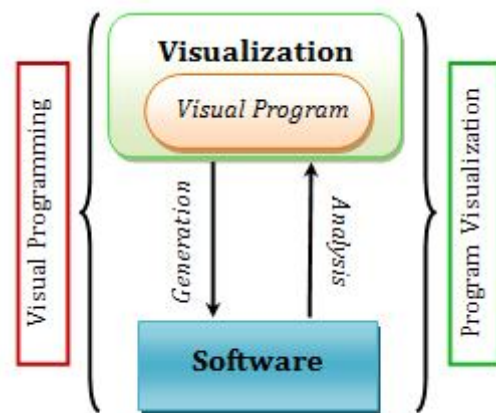 Visualization
Visual Program
Visual Programming
Generation
Analysis
Program Visualization
Software